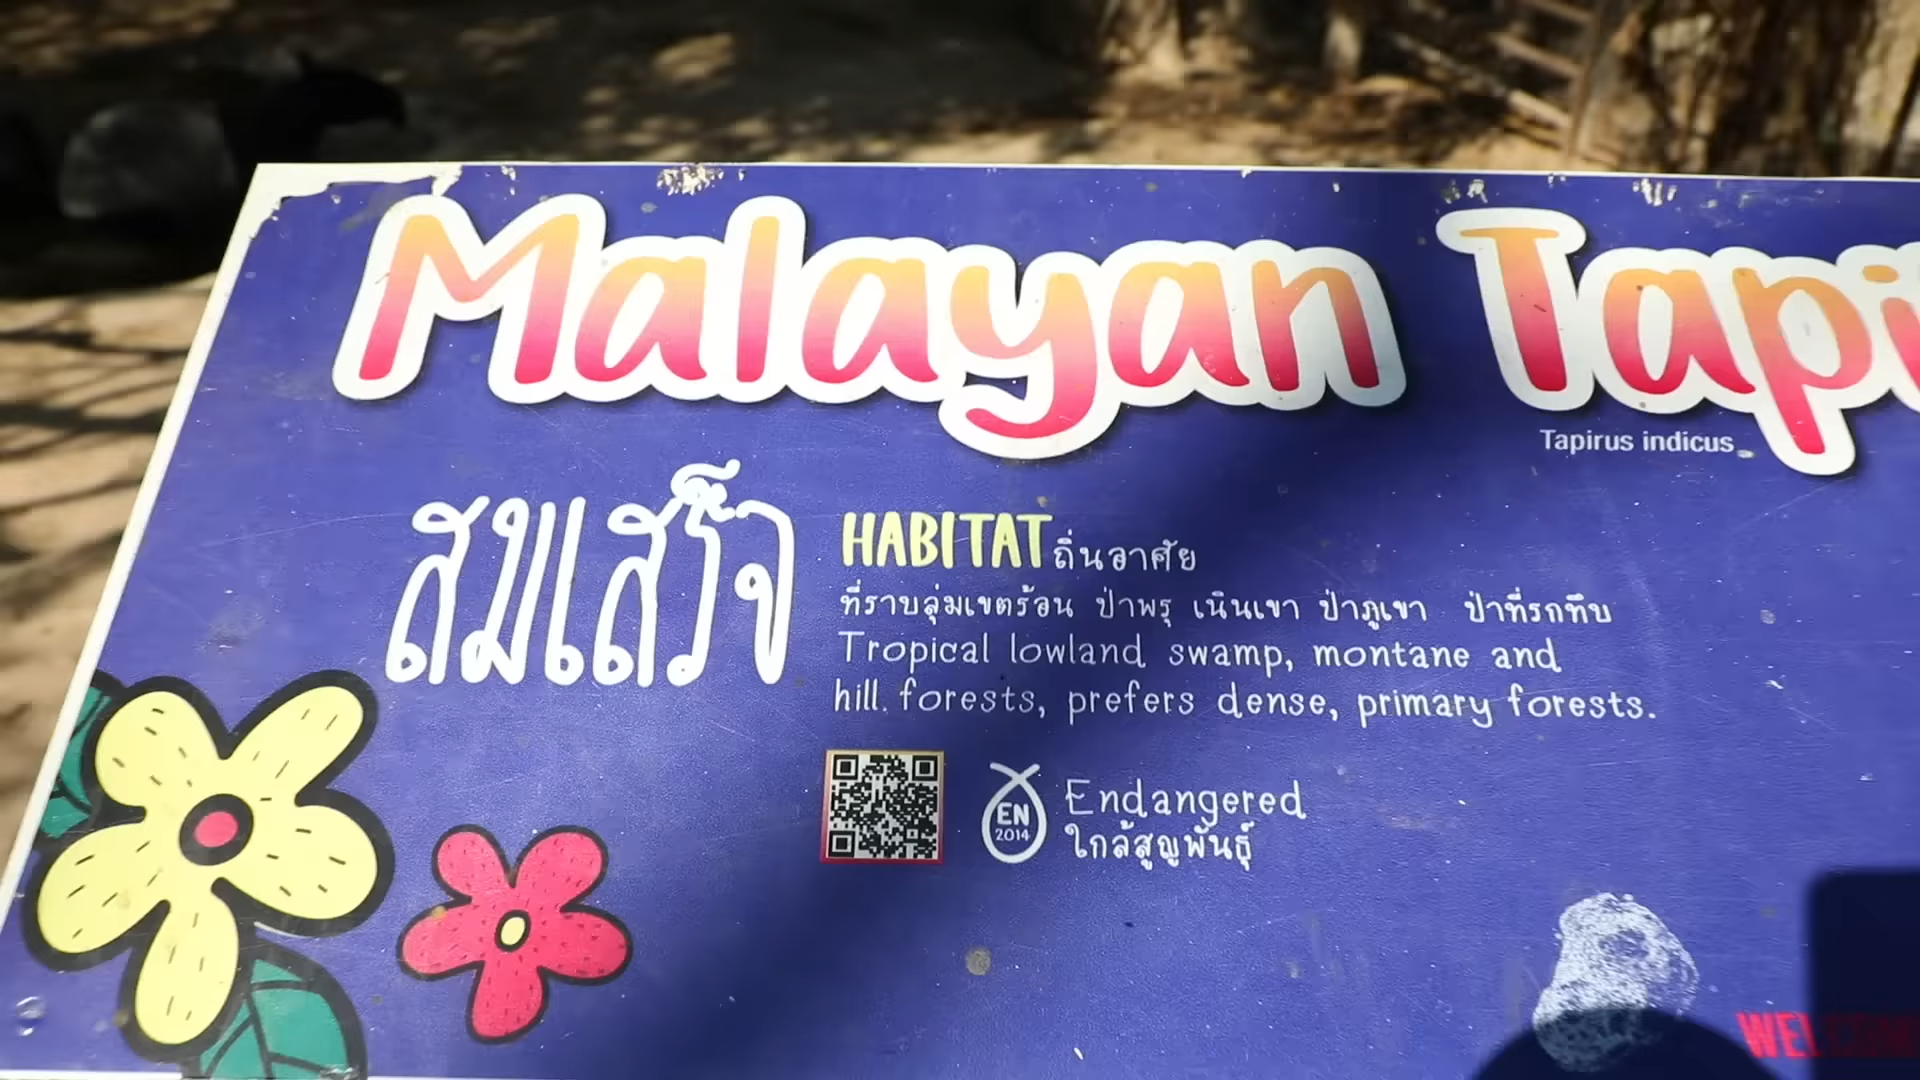 Malayan Tapi
Tapirus indicus
สมเสร็จ
HABITAT ถิ่นอาศัย
ที่ราบลุ่มเขตร้อน ป่าพรุ เนินเขา ป่าภูเขา ป่าที่รกทึบ
Tropical lowland swamp, montane and
hill forests, prefers dense, primary forests.
EN
2014
Endangered
ใกล้สูญพันธุ์